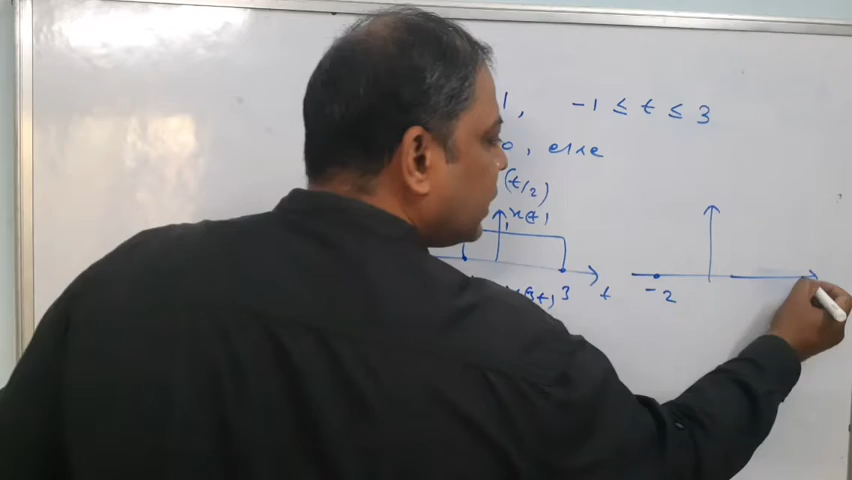 1, -1 ≤ t ≤ 3
0, else
(t/2)
x(t)
1
3 t -2